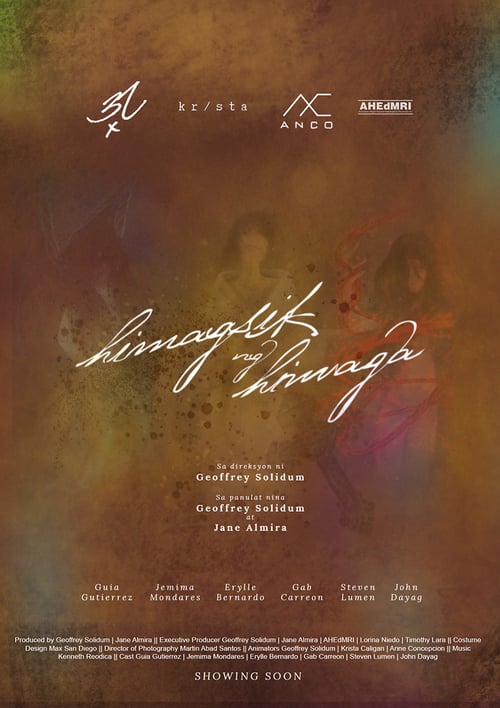 kr/sta
ANCO
AHEdMRI
himagsik
ng
hiwaga
Sa direksyon ni
Geoffrey Solidum
Sa panulat nina
Geoffrey Solidum
at
Jane Almira
Guia Jemima Erylle Gab Steven John
Gutierrez Mondares Bernardo Carreon Lumen Dayag
Produced by Geoffrey Solidum | Jane Almira || Executive Producer Geoffrey Solidum | Jane Almira | AHEdMRI | Lorina Niedo | Timothy Lara || Costume
Design Max San Diego || Director of Photography Martin Abad Santos || Animators Geoffrey Solidum | Krista Caligan | Anne Concepcion || Music
Kenneth Reodica || Cast Guia Gutierrez | Jemima Mondares | Erylle Bernardo | Gab Carreon | Steven Lumen | John Dayag
SHOWING SOON